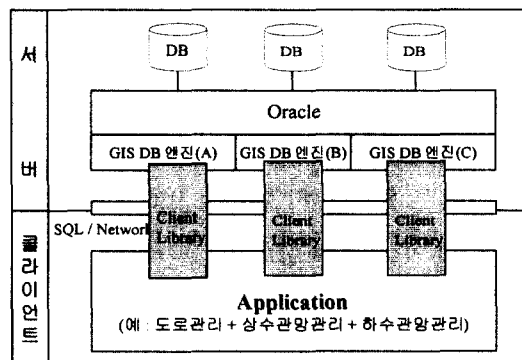 서버
DB DB DB
Oracle
GIS DB 엔진(A) GIS DB 엔진(B) GIS DB 엔진(C)
SQL / Network
Client Library
Client Library
Client Library
클라이언트
Application
(예 : 도로관리 + 상수관망관리 + 하수관망관리)